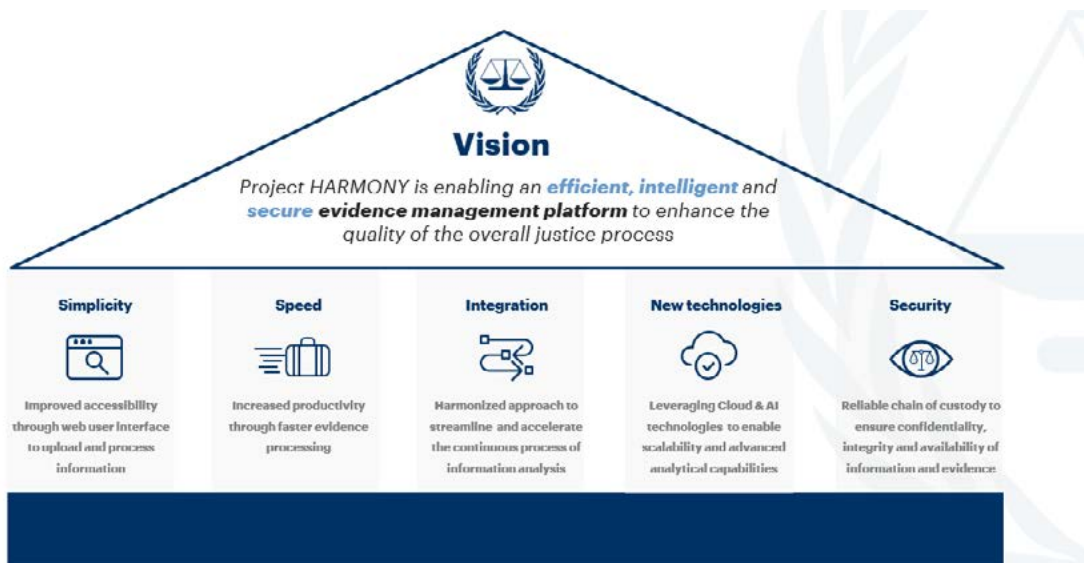 Vision
Project HARMONY is enabling an efficient, intelligent and
secure evidence management platform to enhance the
quality of the overall justice process
Simplicity
Improved accessibility
through web user interface
to upload and process
information
Speed
Increased productivity
through faster evidence
processing
Integration
Harmonized approach to
streamline and accelerate
the continuous process of
information analysis
New technologies
Leveraging Cloud & AI
technologies to enable
scalability and advanced
analytical capabilities
Security
Reliable chain of custody to
ensure confidentiality,
integrity and availability of
information and evidence